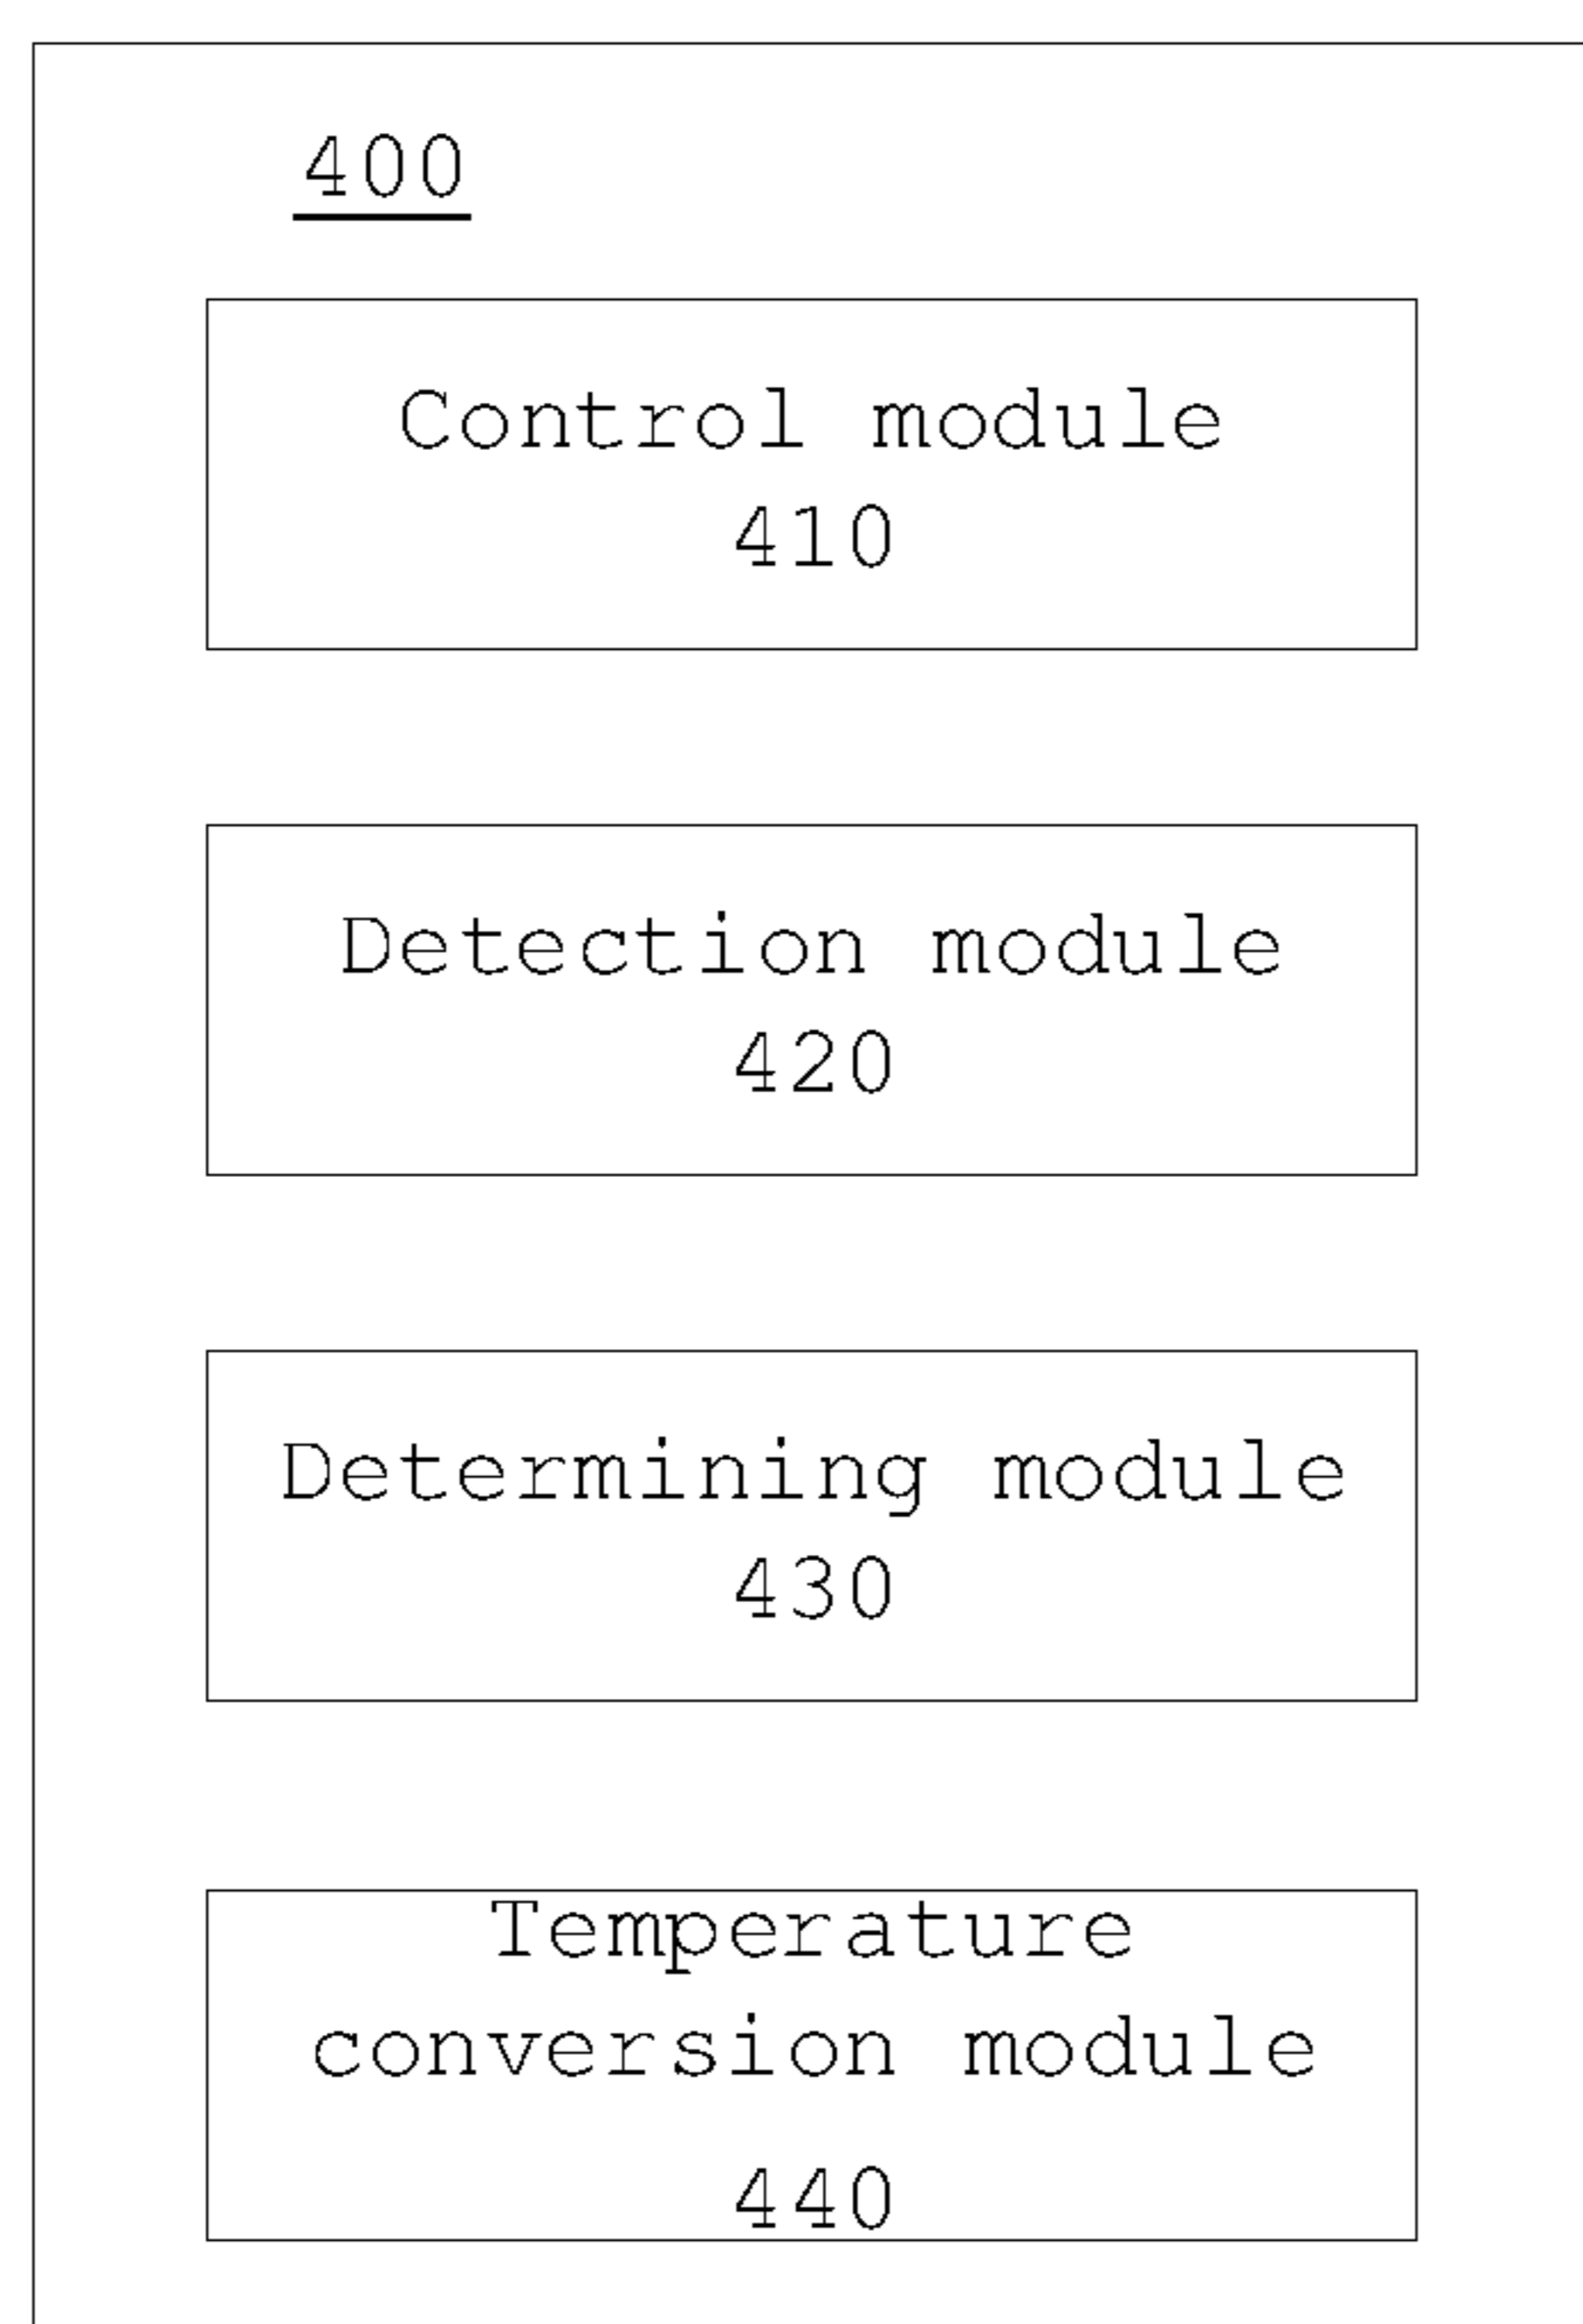 400
Control module
410
Detection module
420
Determining module
430
Temperature
conversion module
440